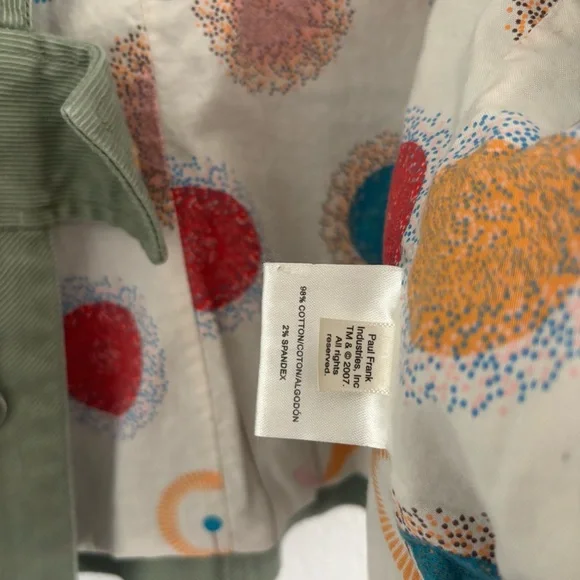 98% COTTON/COTON/ALGODÓN
2% SPANDEX
Paul Frank
Industries, Inc
TM & © 2007.
All rights
reserved.